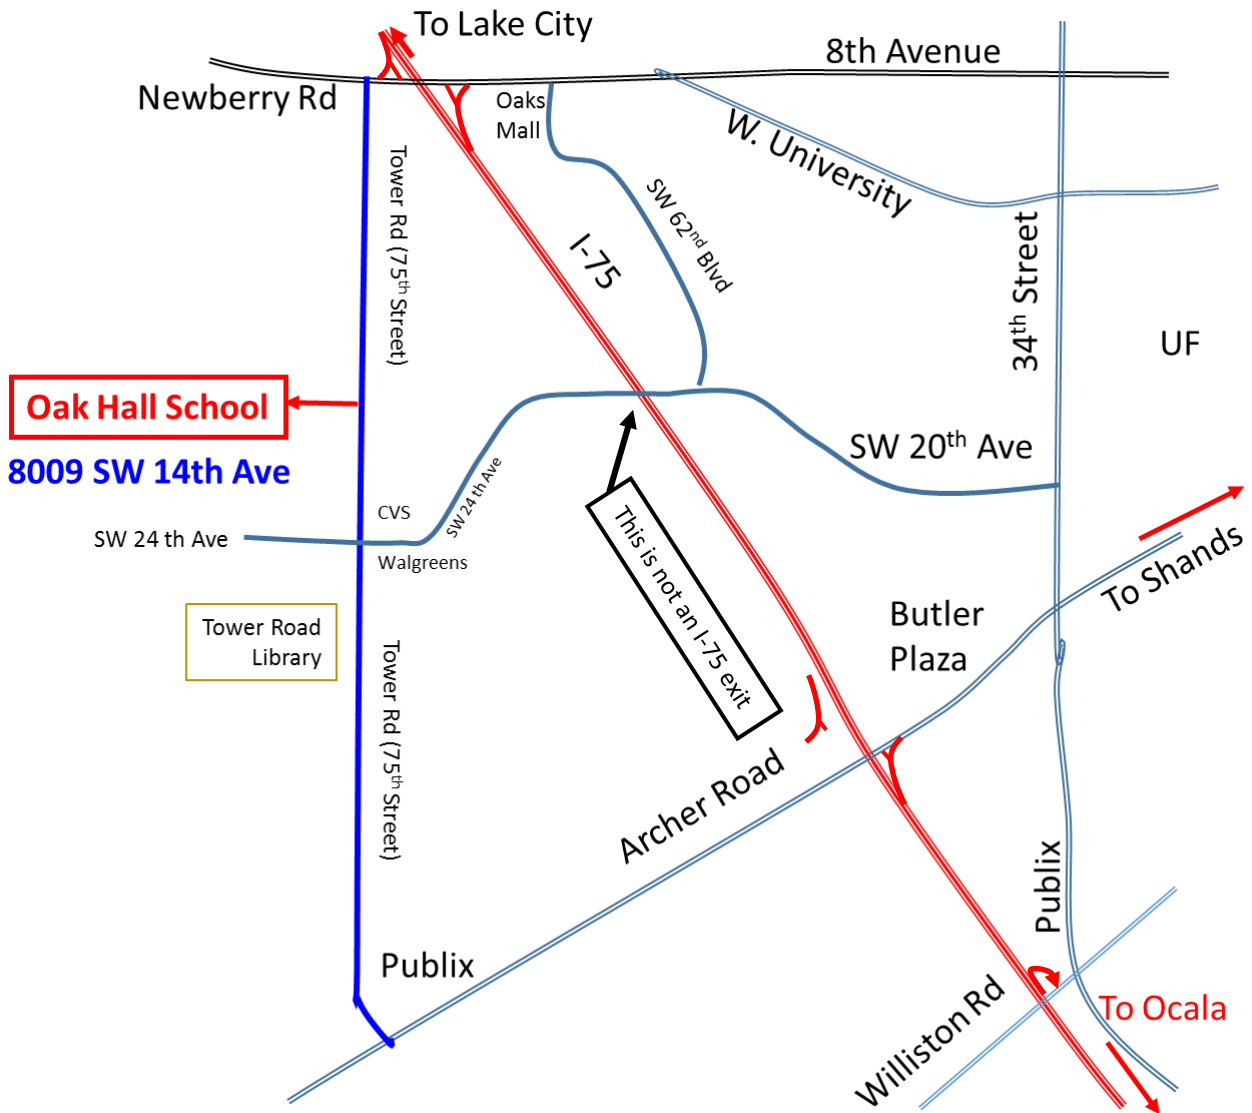 To Lake City
8th Avenue
Newberry Rd
Oaks
Mall
W. University
Tower Rd (75th Street)
SW 62nd Blvd
I-75
34th Street
UF
Oak Hall School
8009 SW 14th Ave
SW 20th Ave
SW 24 th Ave
CVS
SW 24 th Ave
Walgreens
This is not an I-75 exit
To Shands
Butler
Plaza
Tower Road
Library
Tower Rd (75th Street)
Archer Road
Publix
Publix
Williston Rd
To Ocala